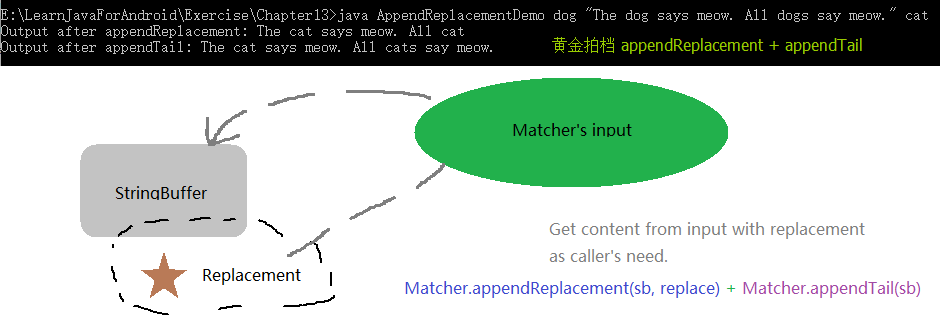 E:\LearnJavaForAndroid\Exercise\Chapter13>java AppendReplacementDemo dog "The dog says meow. All dogs say meow." cat
Output after appendReplacement: The cat says meow. All cat
Output after appendTail: The cat says meow. All cats say meow.
黄金拍档 appendReplacement + appendTail
Matcher's input
StringBuffer
Replacement
Get content from input with replacement
as caller's need.
Matcher.appendReplacement(sb, replace) + Matcher.appendTail(sb)